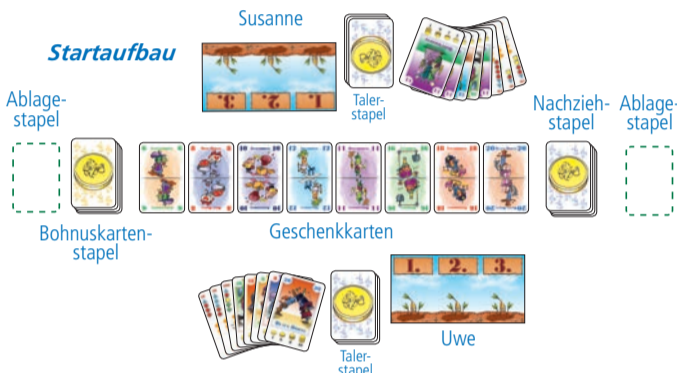 Susanne
Startaufbau
3. 2. 1.
Ablage-
stapel
Taler-
stapel
Nachzieh-
stapel
Ablage-
stapel
Bohnuskarten-
stapel
Geschenkkarten
1. 2. 3.
Taler-
stapel
Uwe